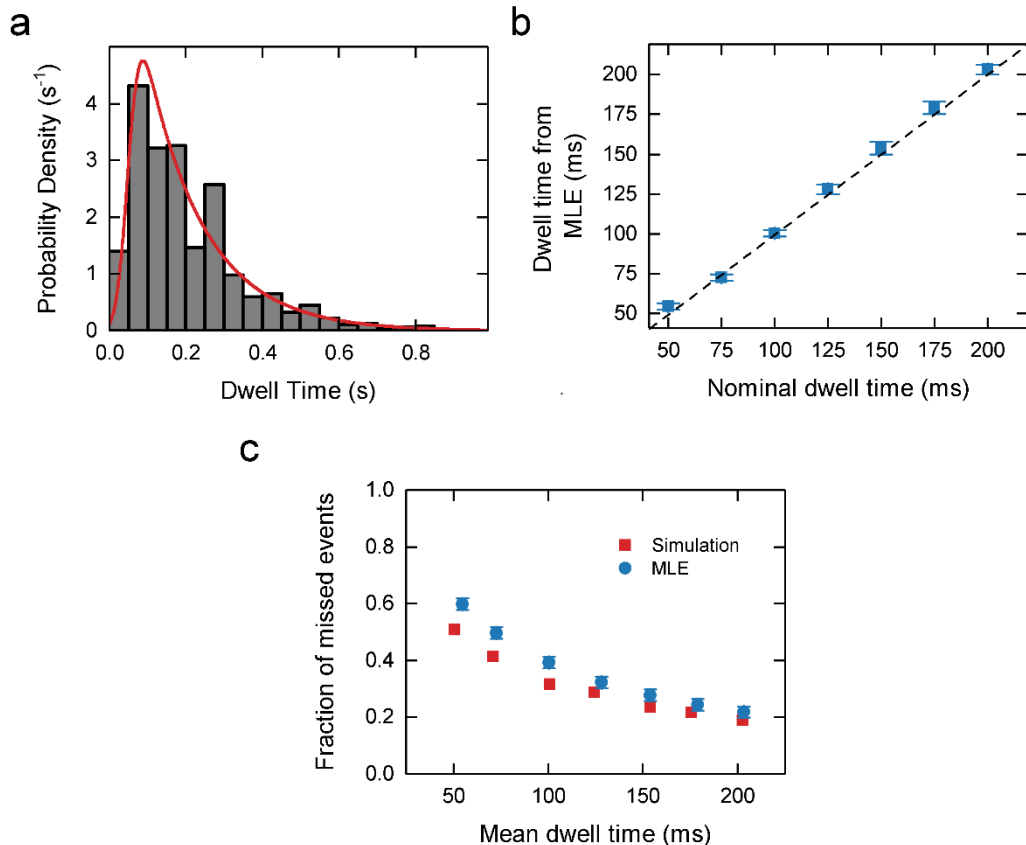 a
Probability Density (s⁻¹)
4
3
2
1
0
0.0 0.2 0.4 0.6 0.8
Dwell Time (s)
b
Dwell time from
MLE (ms)
200
175
150
125
100
75
50
50 75 100 125 150 175 200
Nominal dwell time (ms)
c
Fraction of missed events
1.0
0.8
0.6
0.4
0.2
0.0
Simulation
MLE
50 100 150 200
Mean dwell time (ms)